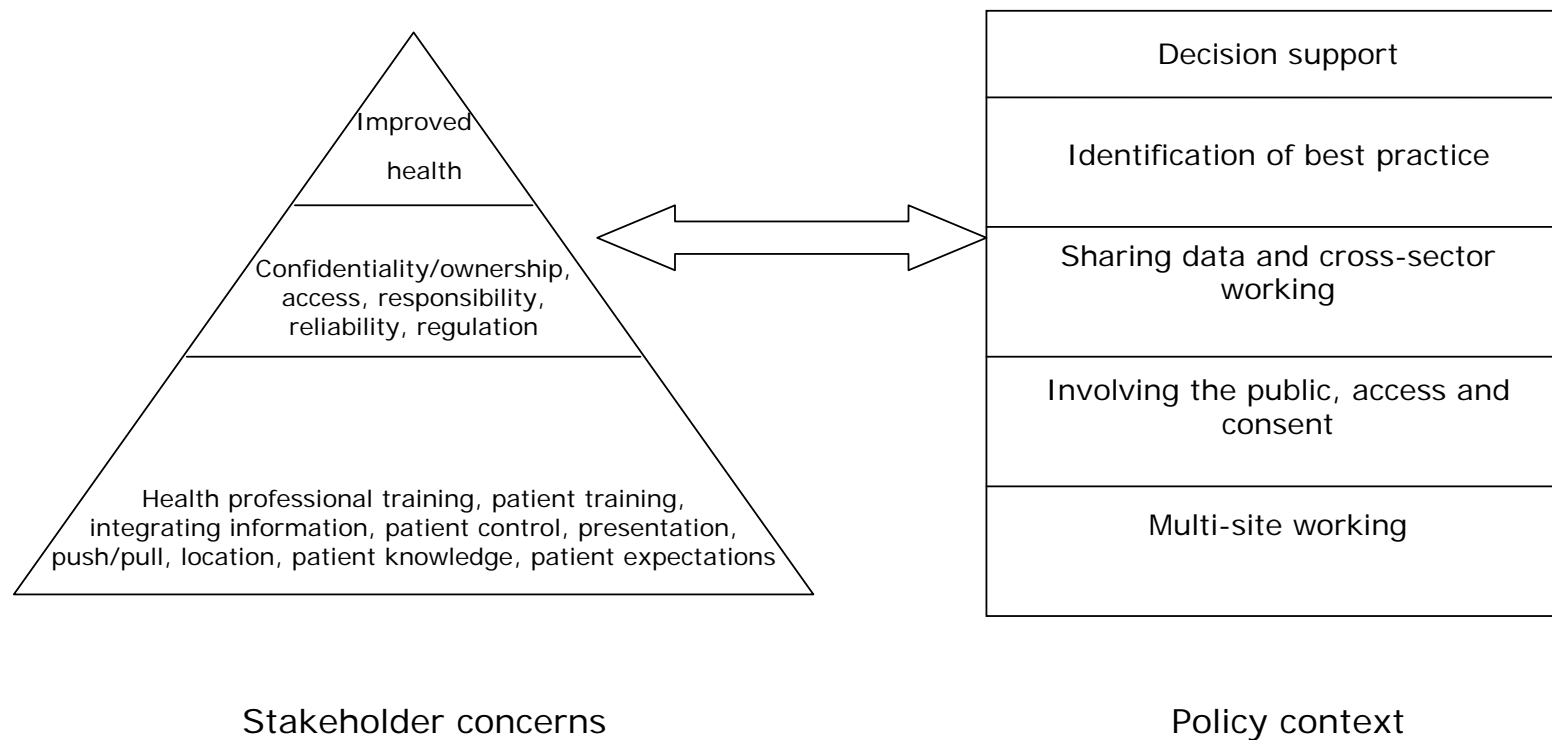 Improved
health
Confidentiality/ownership,
access, responsibility,
reliability, regulation
Health professional training, patient training,
integrating information, patient control, presentation,
push/pull, location, patient knowledge, patient expectations
Stakeholder concerns
Decision support
Identification of best practice
Sharing data and cross-sector
working
Involving the public, access and
consent
Multi-site working
Policy context